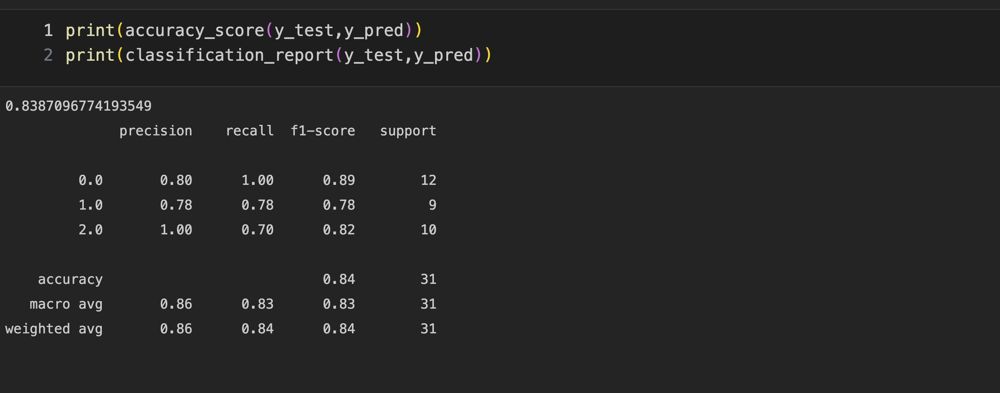 1 print(accuracy_score(y_test,y_pred))
2 print(classification_report(y_test,y_pred))
0.8387096774193549
precision recall f1-score support
0.0 0.80 1.00 0.89 12
1.0 0.78 0.78 0.78 9
2.0 1.00 0.70 0.82 10
accuracy 0.84 31
macro avg 0.86 0.83 0.83 31
weighted avg 0.86 0.84 0.84 31